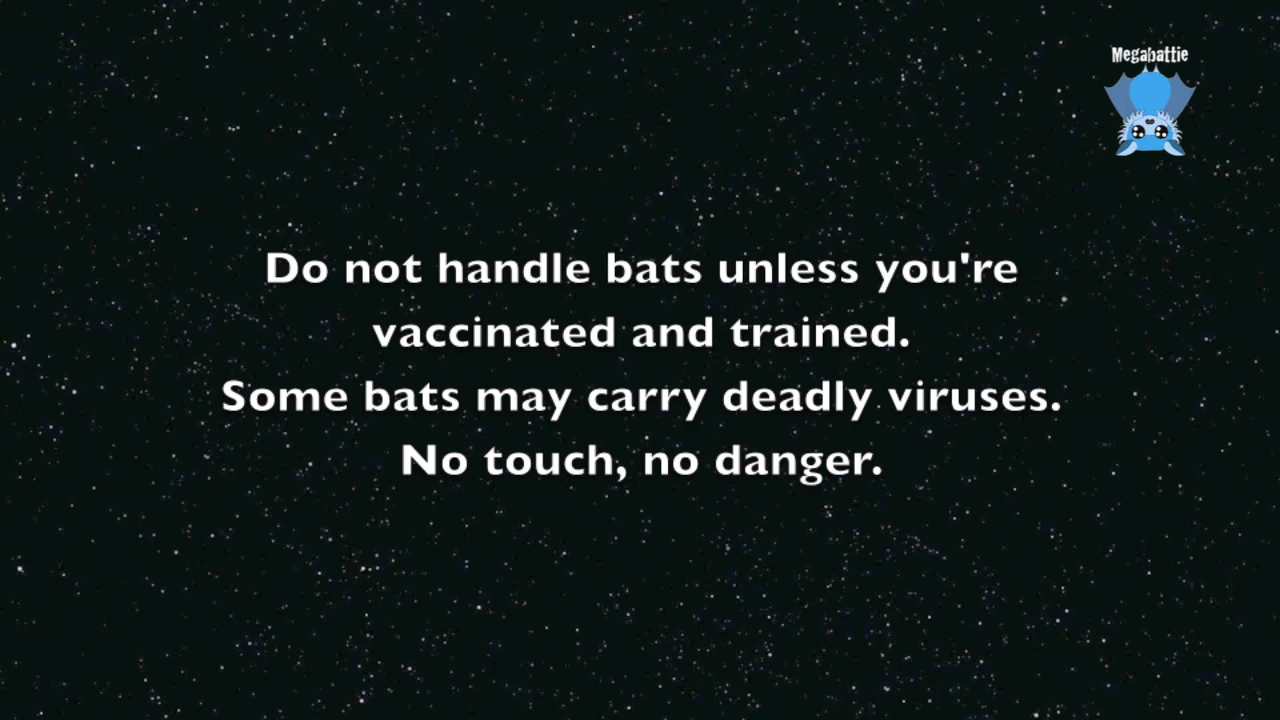 Megabattie
Do not handle bats unless you're
vaccinated and trained.
Some bats may carry deadly viruses.
No touch, no danger.